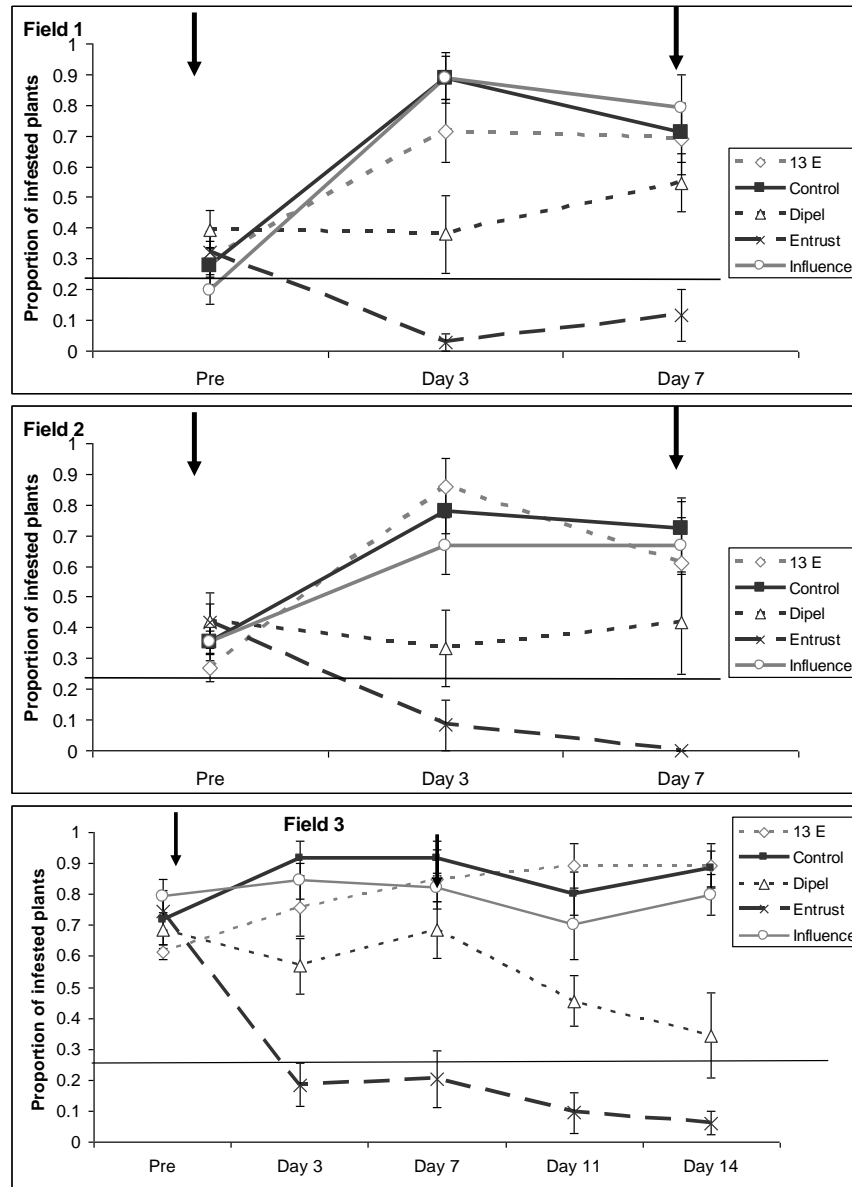 Field 1
Proportion of infested plants
1
0.9
0.8
0.7
0.6
0.5
0.4
0.3
0.2
0.1
0
Pre Day 3 Day 7
13 E
Control
Dipel
Entrust
Influence
Field 2
Proportion of infested plants
1
0.9
0.8
0.7
0.6
0.5
0.4
0.3
0.2
0.1
0
Pre Day 3 Day 7
13 E
Control
Dipel
Entrust
Influence
Field 3
Proportion of infested plants
1
0.9
0.8
0.7
0.6
0.5
0.4
0.3
0.2
0.1
0
Pre Day 3 Day 7 Day 11 Day 14
13 E
Control
Dipel
Entrust
Influence